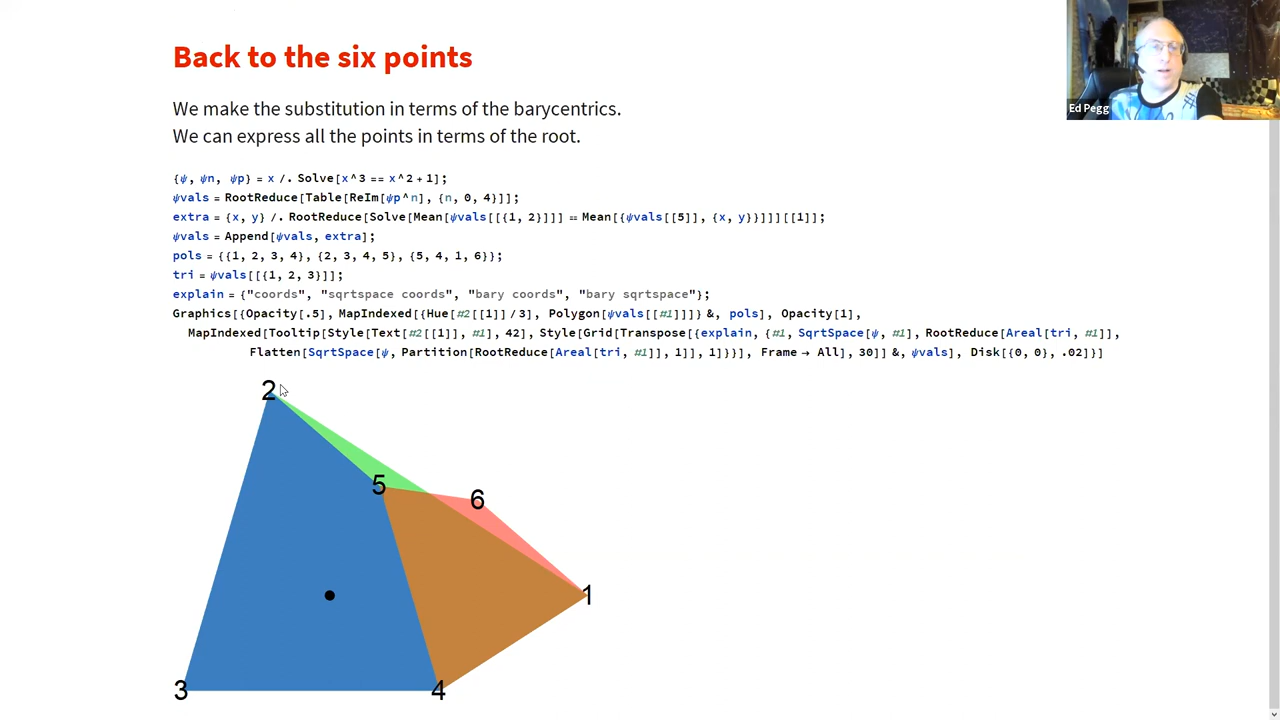 Back to the six points
Ed Pegg
We make the substitution in terms of the barycentrics.
We can express all the points in terms of the root.
{ψ, ψn, ψp} = x /. Solve[x^3 == x^2 + 1];
ψvals = RootReduce[Table[ReIm[ψp^n], {n, 0, 4}]];
extra = {x, y} /. RootReduce[Solve[Mean[ψvals[[{1, 2}]]] == Mean[{ψvals[[5]], {x, y}}]]][[1]];
ψvals = Append[ψvals, extra];
pols = {{1, 2, 3, 4}, {2, 3, 4, 5}, {5, 4, 1, 6}};
tri = ψvals[[{1, 2, 3}]];
explain = {"coords", "sqrtspace coords", "bary coords", "bary sqrtspace"};
Graphics[{Opacity[.5], MapIndexed[{Hue[#2[[1]] / 3], Polygon[ψvals[[#1]]]} &, pols], Opacity[1],
MapIndexed[Tooltip[Style[Text[#2[[1]], #1], 42], Style[Grid[Transpose[{explain, {#1, SqrtSpace[ψ, #1], RootReduce[Areal[tri, #1]],
Flatten[SqrtSpace[ψ, Partition[RootReduce[Areal[tri, #1]], 1]], 1]}}], Frame → All], 30]] &, ψvals], Disk[{0, 0}, .02]}]
2
5
6
1
3
4